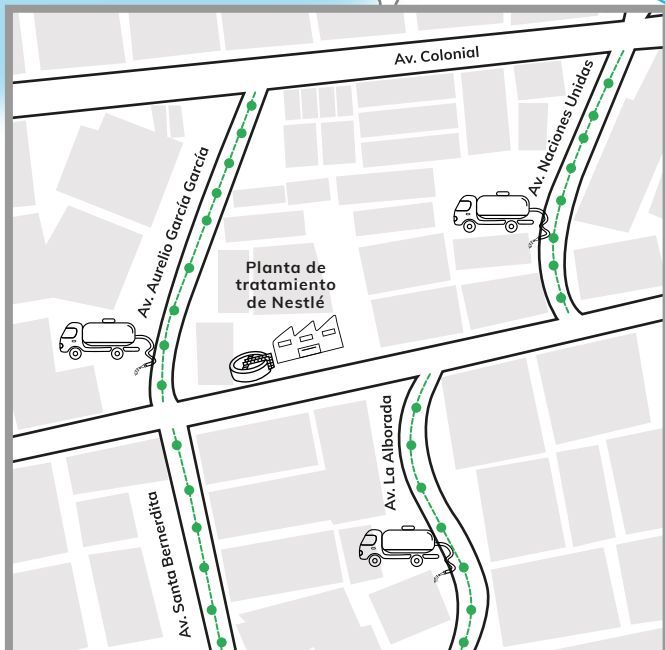 Av. Colonial
Av. Naciones Unidas
Av. Aurelio García García
Planta de
tratamiento
de Nestlé
Av. La Alborada
Av. Santa Bernerdita